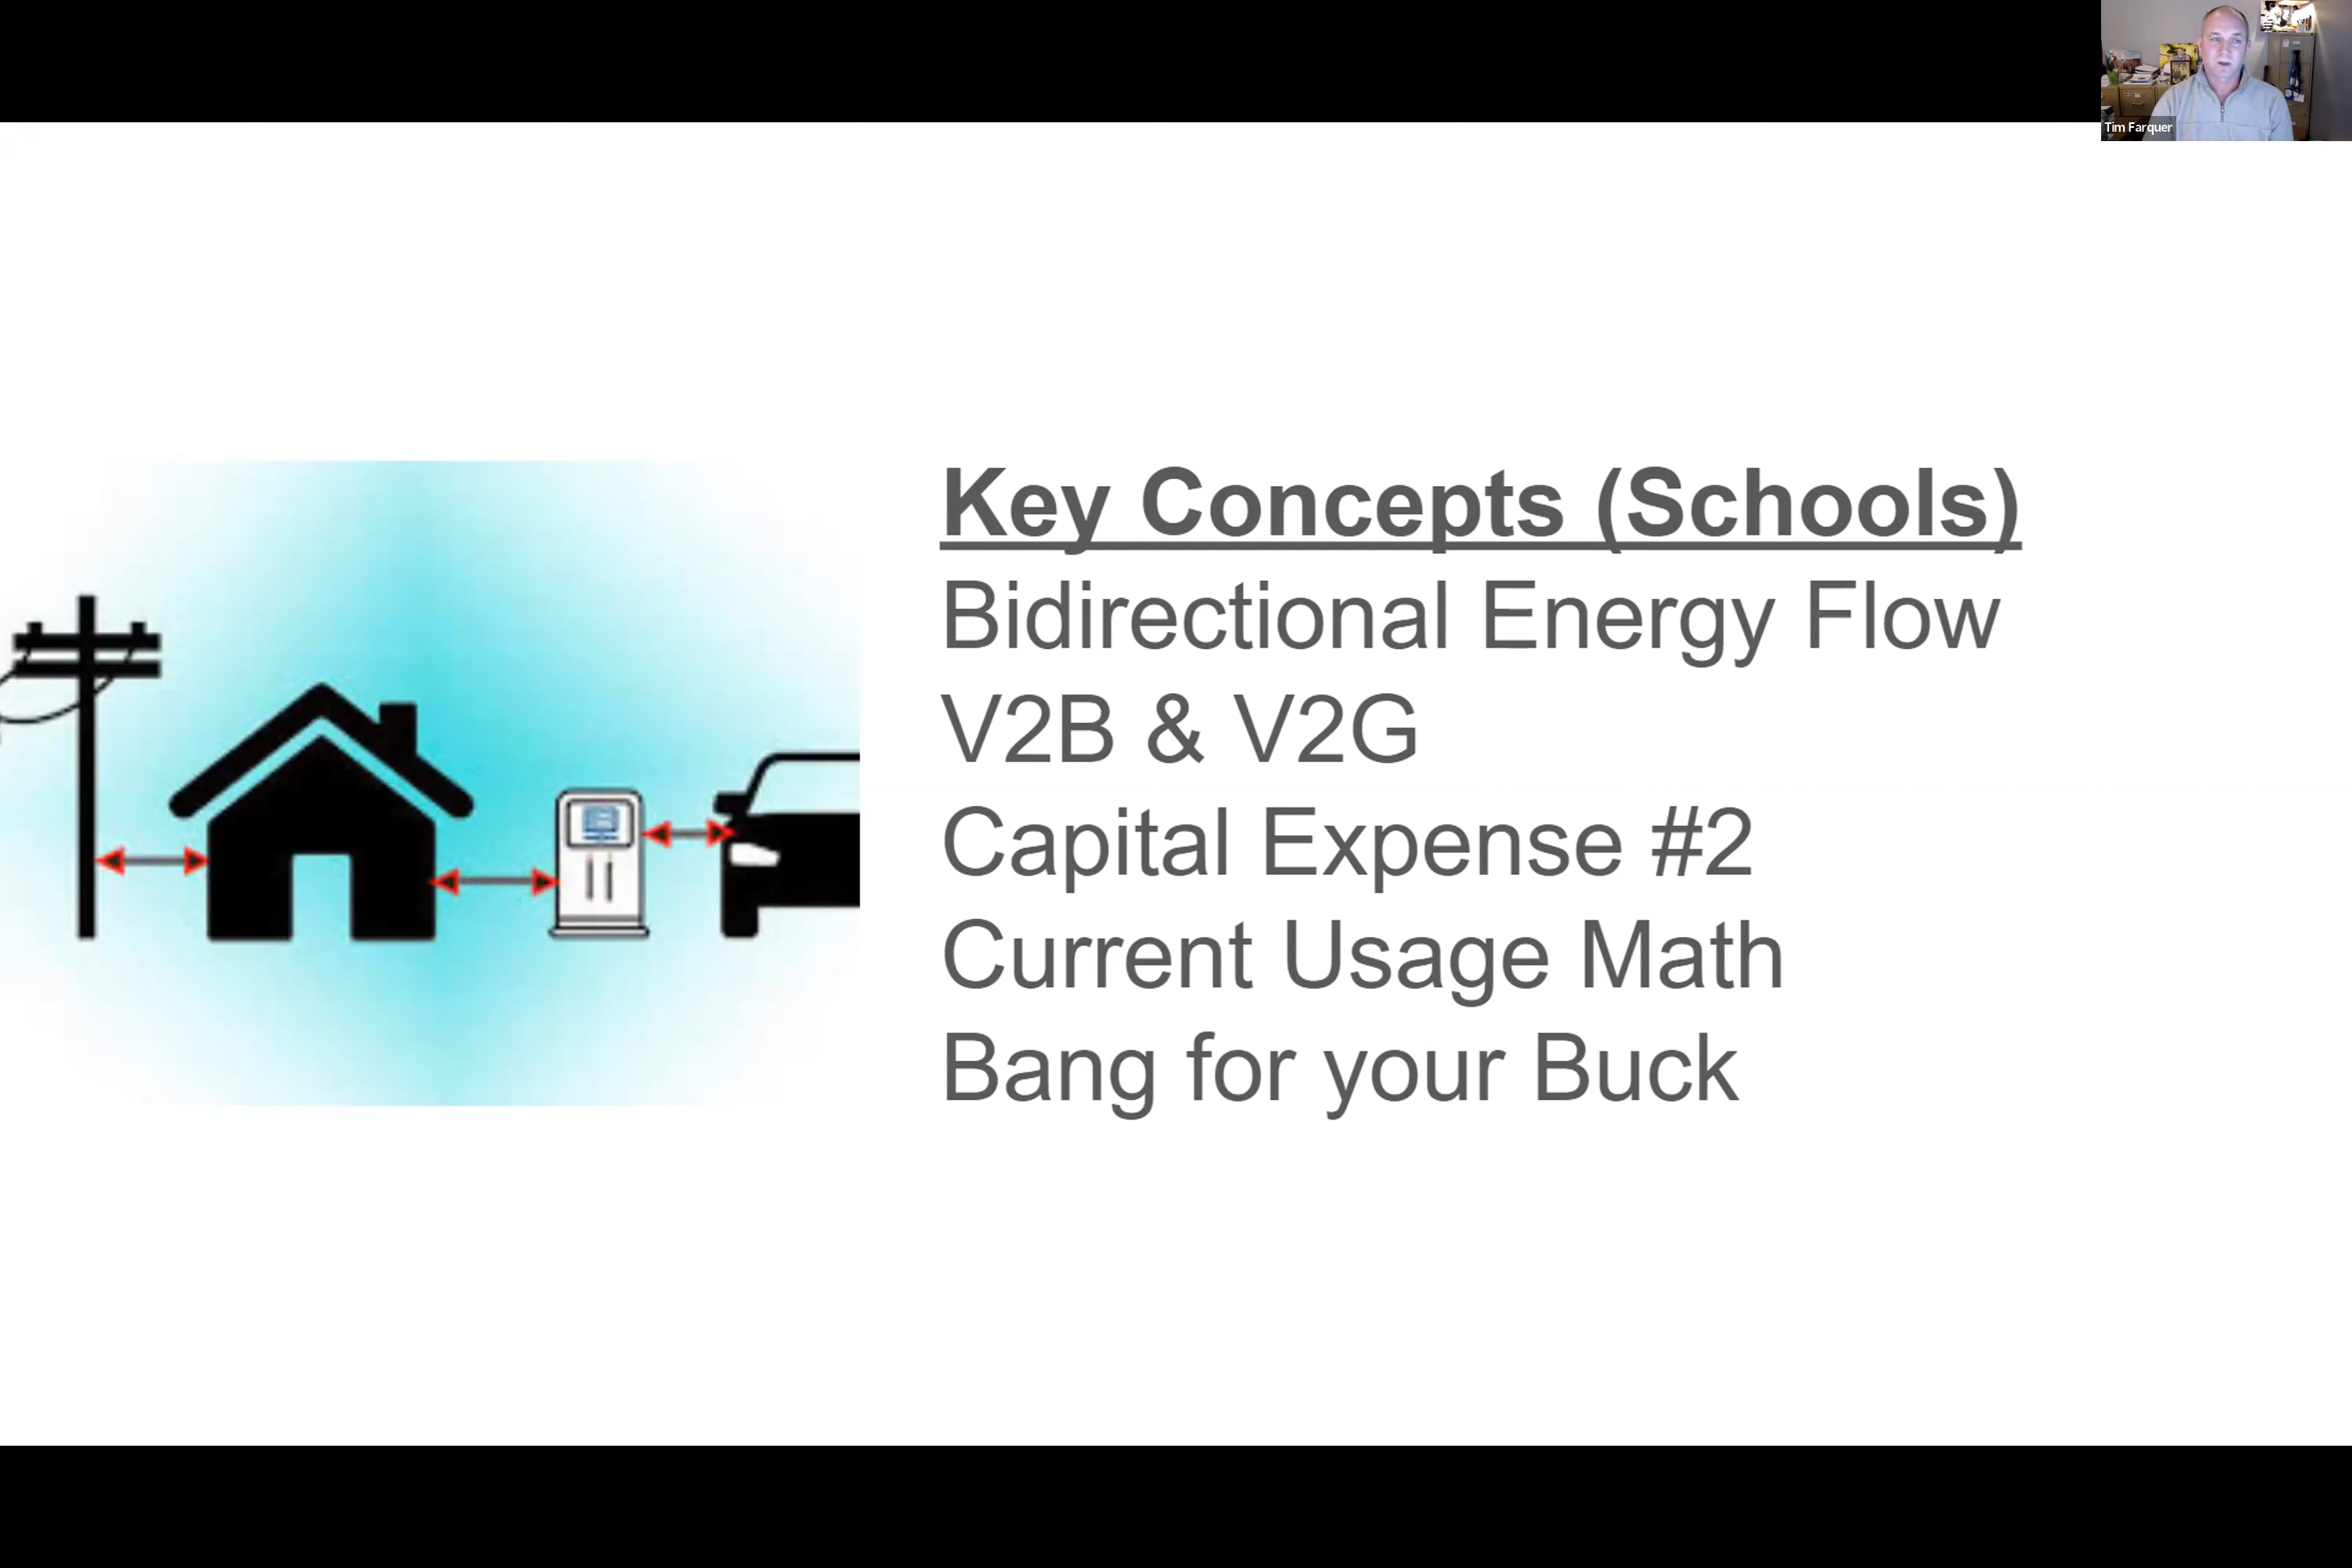 Tim Farquer
Key Concepts (Schools)
Bidirectional Energy Flow
V2B & V2G
Capital Expense #2
Current Usage Math
Bang for your Buck